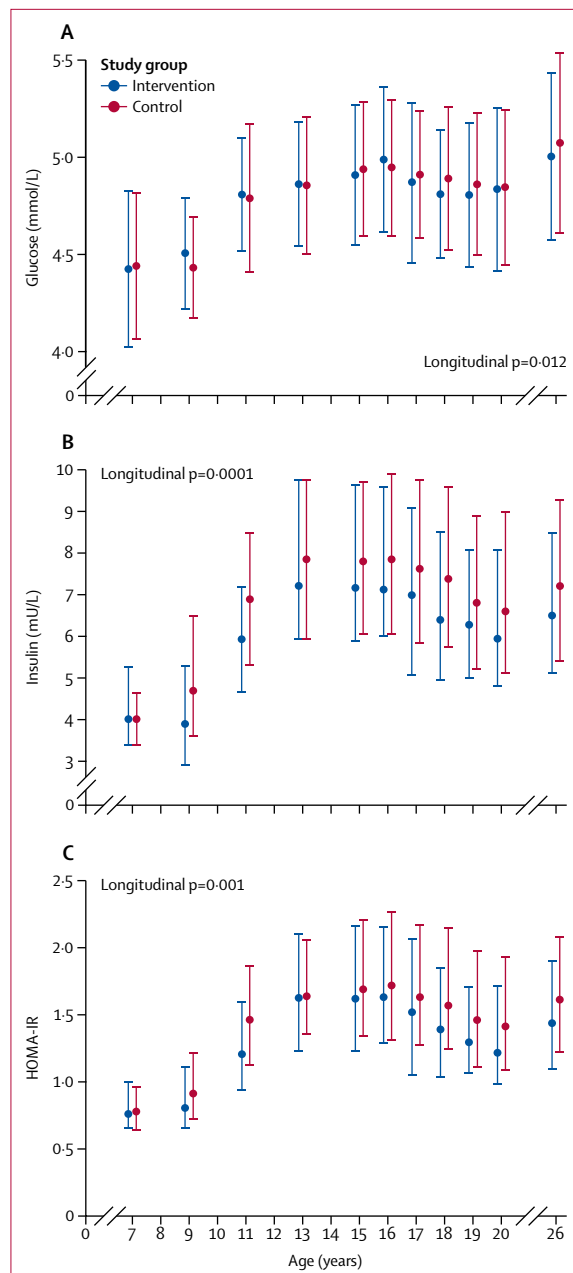 A
5·5
Study group
Intervention
Control
5·0
4·5
4·0
0
Glucose (mmol/L)
Longitudinal p=0·012
B
Longitudinal p=0·0001
10
9
8
7
6
5
4
3
0
Insulin (mU/L)
C
Longitudinal p=0·001
2·5
2·0
1·5
1·0
0·5
0
HOMA-IR
0 7 8 9 10 11 12 13 14 15 16 17 18 19 20 26
Age (years)